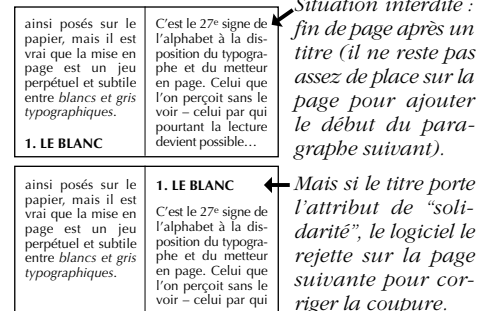 ainsi posés sur le
papier, mais il est
vrai que la mise en
page est un jeu
perpétuel et subtile
entre blancs et gris
typographiques.
1. LE BLANC
C'est le 27e signe de
l'alphabet à la dis-
position du typogra-
phe et du metteur
en page. Celui que
l'on perçoit sans le
voir – celui par qui
pourtant la lecture
devient possible…
Situation interdite :
fin de page après un
titre (il ne reste pas
assez de place sur la
page pour ajouter
le début du para-
graphe suivant).
ainsi posés sur le
papier, mais il est
vrai que la mise en
page est un jeu
perpétuel et subtile
entre blancs et gris
typographiques.
1. LE BLANC
C'est le 27e signe de
l'alphabet à la dis-
position du typogra-
phe et du metteur
en page. Celui que
l'on perçoit sans le
voir – celui par qui
Mais si le titre porte
l'attribut de “soli-
darité”, le logiciel le
rejette sur la page
suivante pour cor-
riger la coupure.